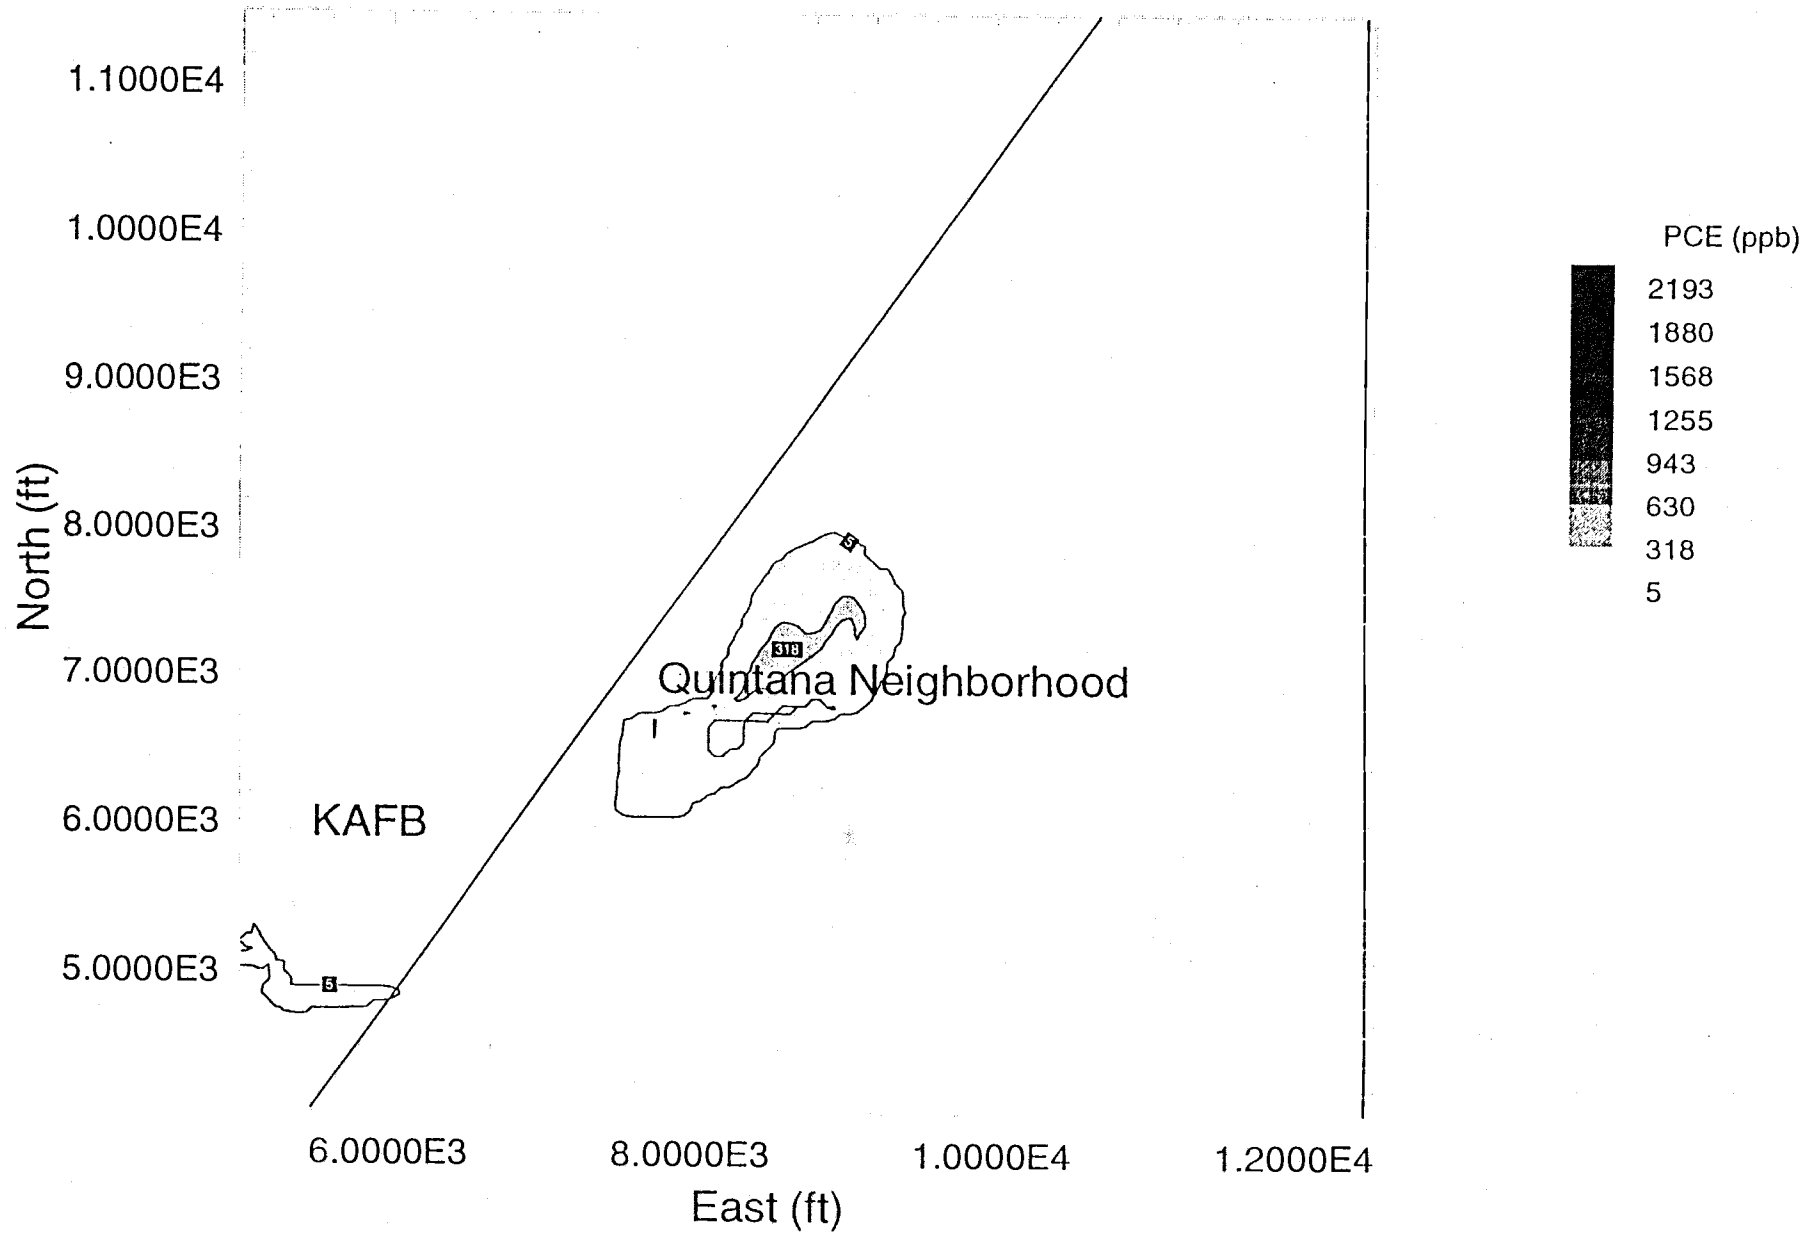 1.1000E4
1.0000E4
9.0000E3
8.0000E3
7.0000E3
6.0000E3
5.0000E3
North (ft)
6.0000E3
8.0000E3
1.0000E4
1.2000E4
East (ft)
5
318
Quintana Neighborhood
KAFB
5
PCE (ppb)
2193
1880
1568
1255
943
630
318
5